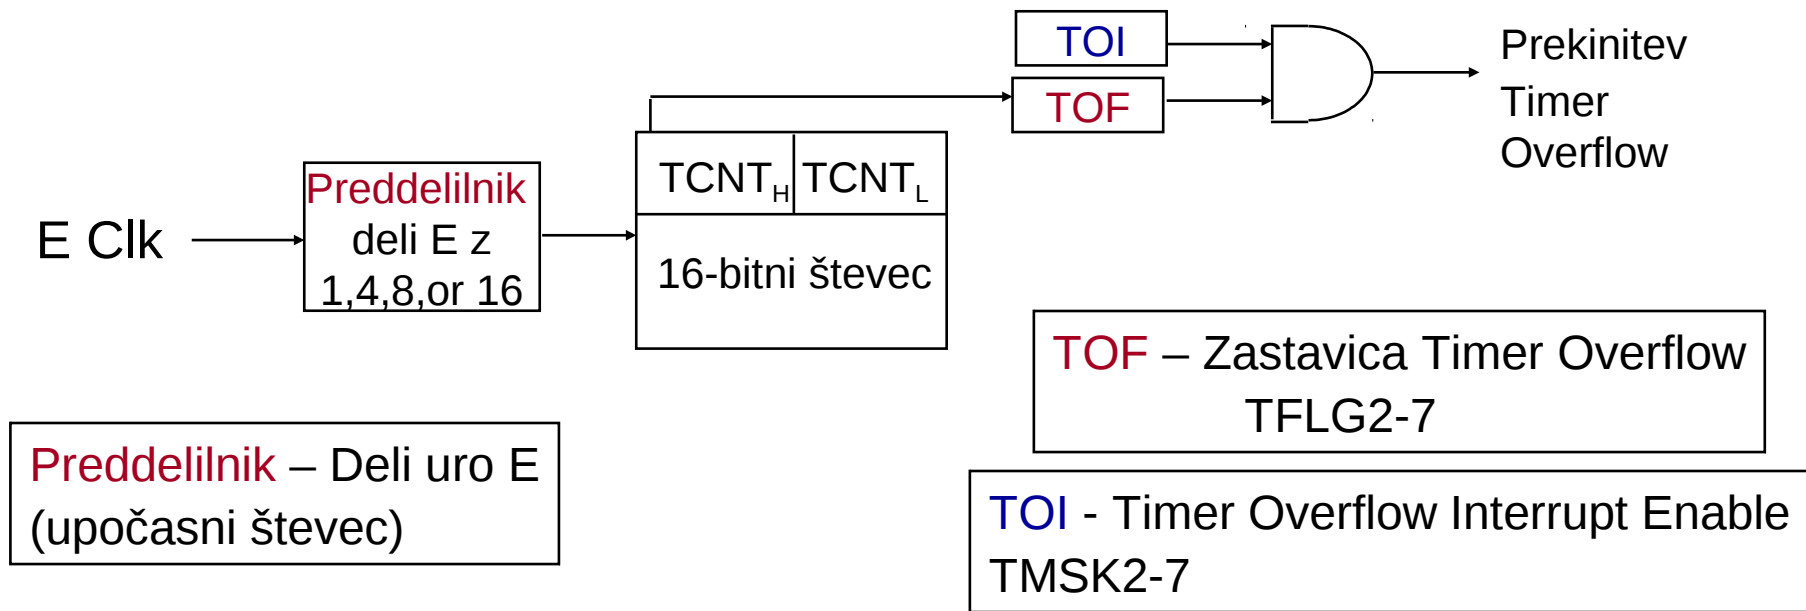 TOI
TOF
Prekinitev
Timer
Overflow
TCNTH
TCNTL
Preddelilnik
deli E z
1,4,8,or 16
E Clk
16-bitni števec
TOF – Zastavica Timer Overflow
TFLG2-7
Preddelilnik – Deli uro E
(upočasni števec)
TOI - Timer Overflow Interrupt Enable
TMSK2-7